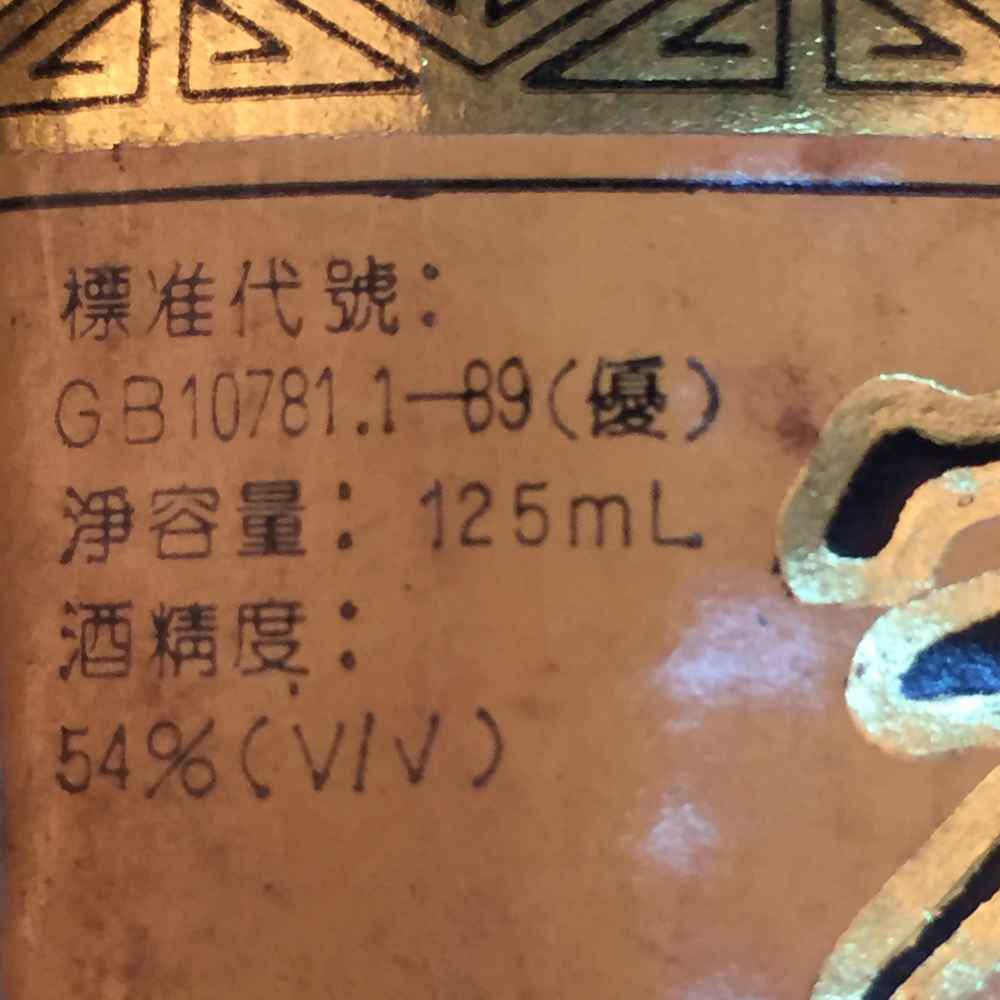 標准代號：
GB10781.1—89(優)
淨容量：125mL
酒精度：
54%(V/V)